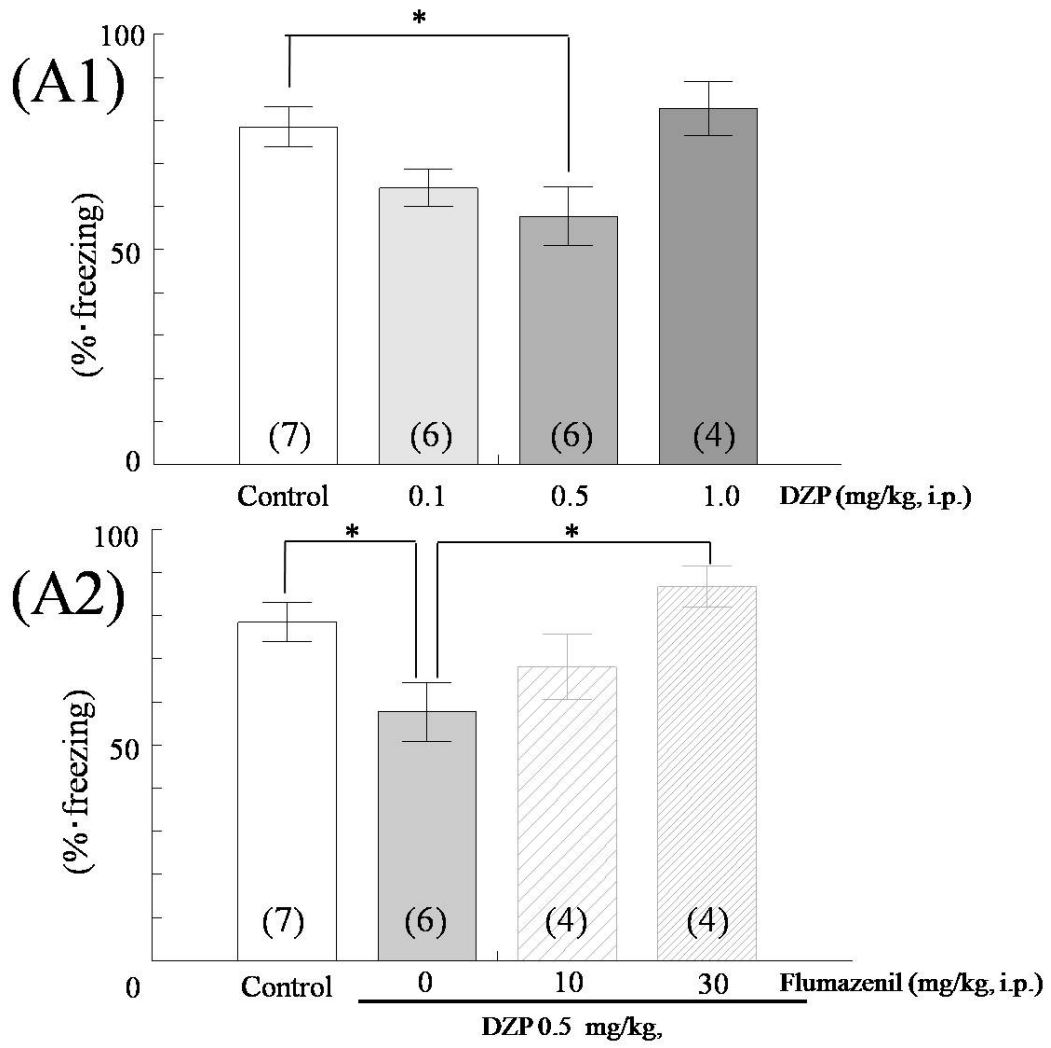 (A1)
*
100
50
0
(%·freezing)
(7)
(6)
(6)
(4)
Control 0.1 0.5 1.0 DZP (mg/kg, i.p.)
(A2)
*
*
100
50
0
(%·freezing)
(7)
(6)
(4)
(4)
Control 0 10 30 Flumazenil (mg/kg, i.p.)
DZP 0.5 mg/kg,